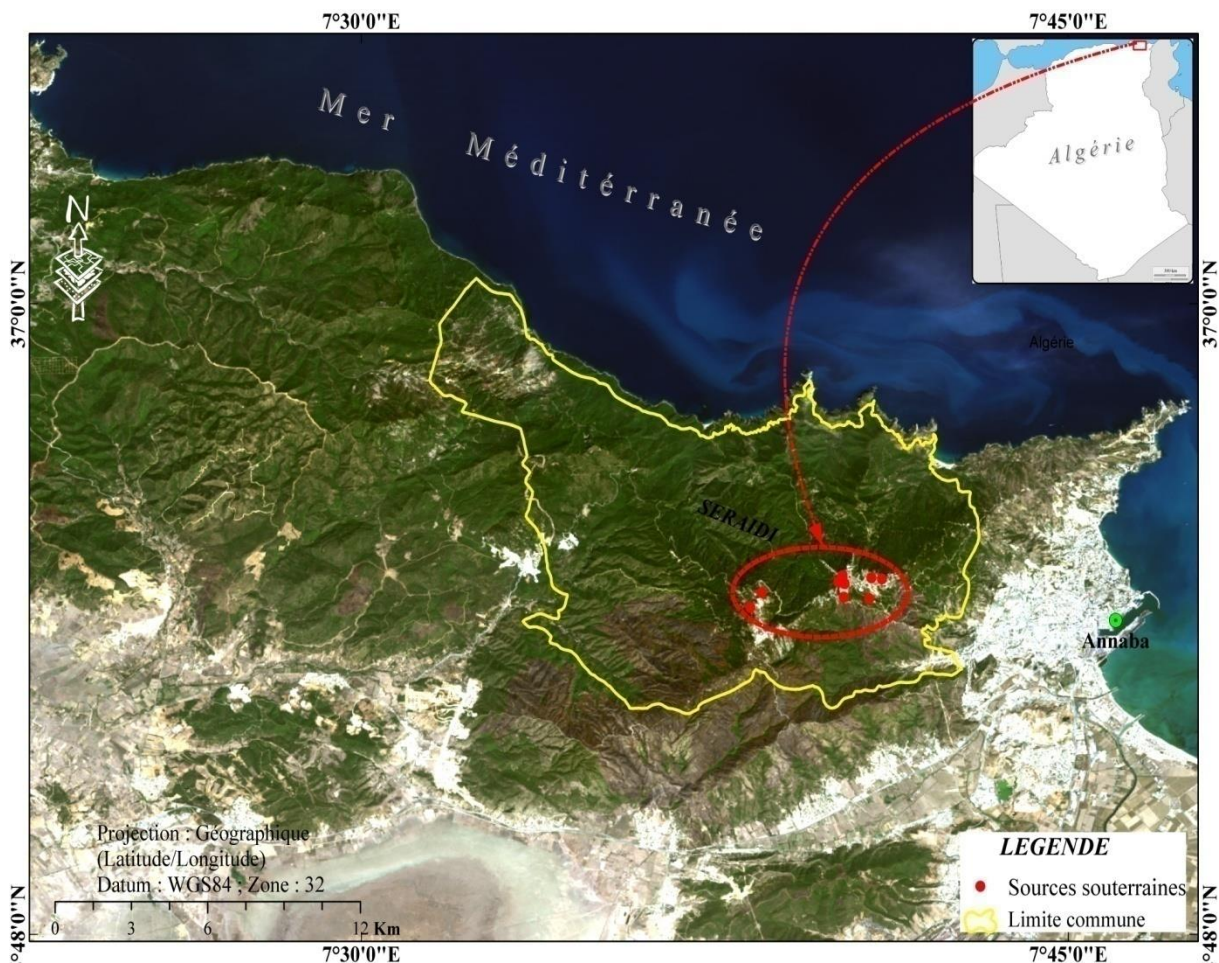 7°30'0"E
7°45'0"E
Mer Méditérranée
Algérie
N
37°0'0"N
37°0'0"N
Algérie
SERAIDI
Annaba
Projection : Géographique
(Latitude/Longitude)
Datum : WGS84 ; Zone : 32
0 3 6 12 Km
LEGENDE
Sources souterraines
Limite commune
°48'0"N
°48'0"N
7°30'0"E
7°45'0"E